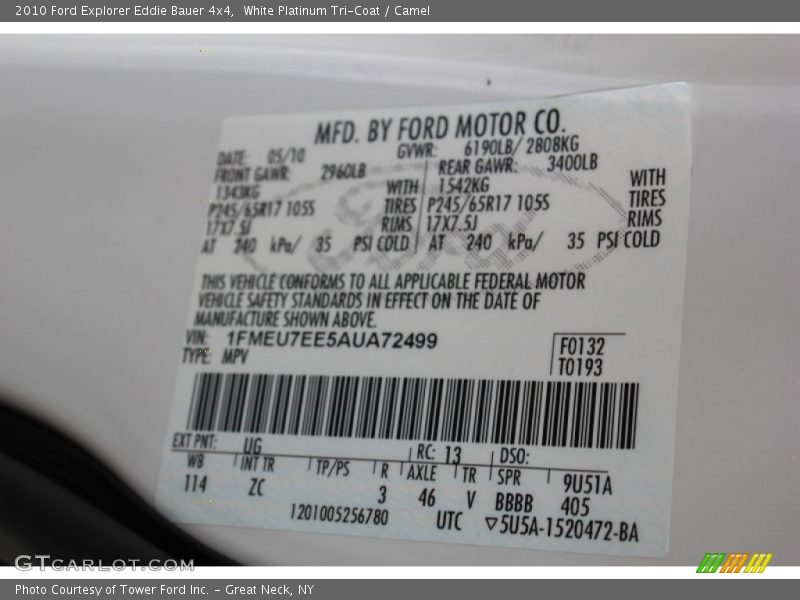 2010 Ford Explorer Eddie Bauer 4x4, White Platinum Tri-Coat / Camel
MFD. BY FORD MOTOR CO.
DATE: 05/10 GVWR: 6190LB/ 2808KG
FRONT GAWR: 2960LB REAR GAWR: 3400LB
1343KG WITH 1542KG WITH
P245/65R17 105S TIRES P245/65R17 105S TIRES
17X7.5J RIMS 17X7.5J RIMS
AT 240 kPa/ 35 PSI COLD AT 240 kPa/ 35 PSI COLD
THIS VEHICLE CONFORMS TO ALL APPLICABLE FEDERAL MOTOR
VEHICLE SAFETY STANDARDS IN EFFECT ON THE DATE OF
MANUFACTURE SHOWN ABOVE.
VIN: 1FMEU7EE5AUA72499
TYPE: MPV
F0132
T0193
EXT PNT: UG RC: 13 DSO:
WB INT TR TP/PS R AXLE TR SPR 9U51A
114 ZC 3 46 V BBBB 405
1201005256780 UTC ▽5U5A-1520472-BA
GTCarLot.com
Photo Courtesy of Tower Ford Inc. - Great Neck, NY